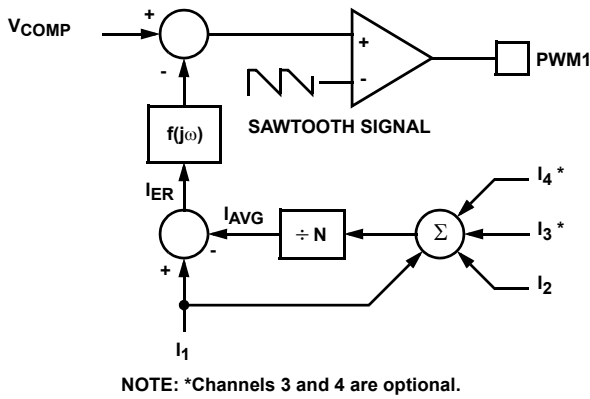 VCOMP
+
-
+
-
PWM1
SAWTOOTH SIGNAL
f(jω)
IER
IAVG
÷ N
Σ
I4 *
I3 *
I2
+
-
I1
NOTE: *Channels 3 and 4 are optional.